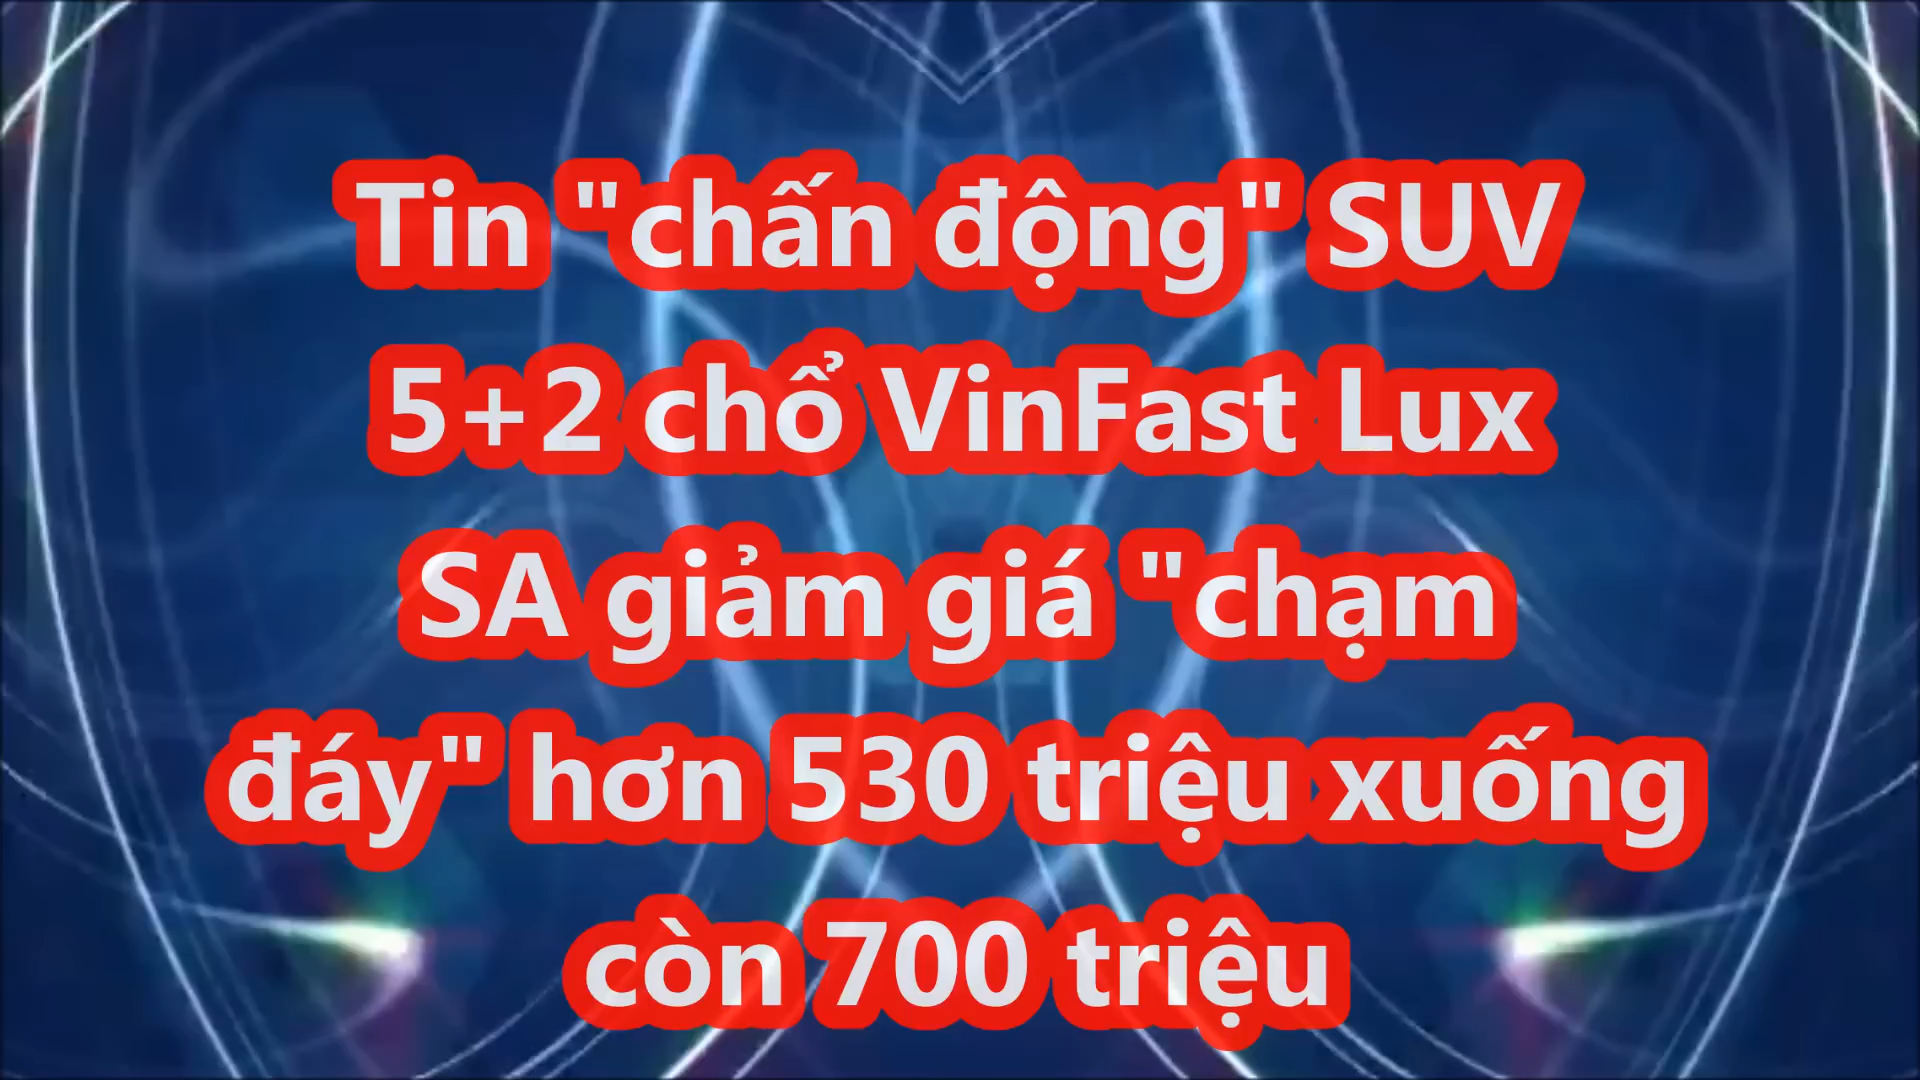 Tin "chấn động" SUV
5+2 chổ VinFast Lux
SA giảm giá "chạm
đáy" hơn 530 triệu xuống
còn 700 triệu